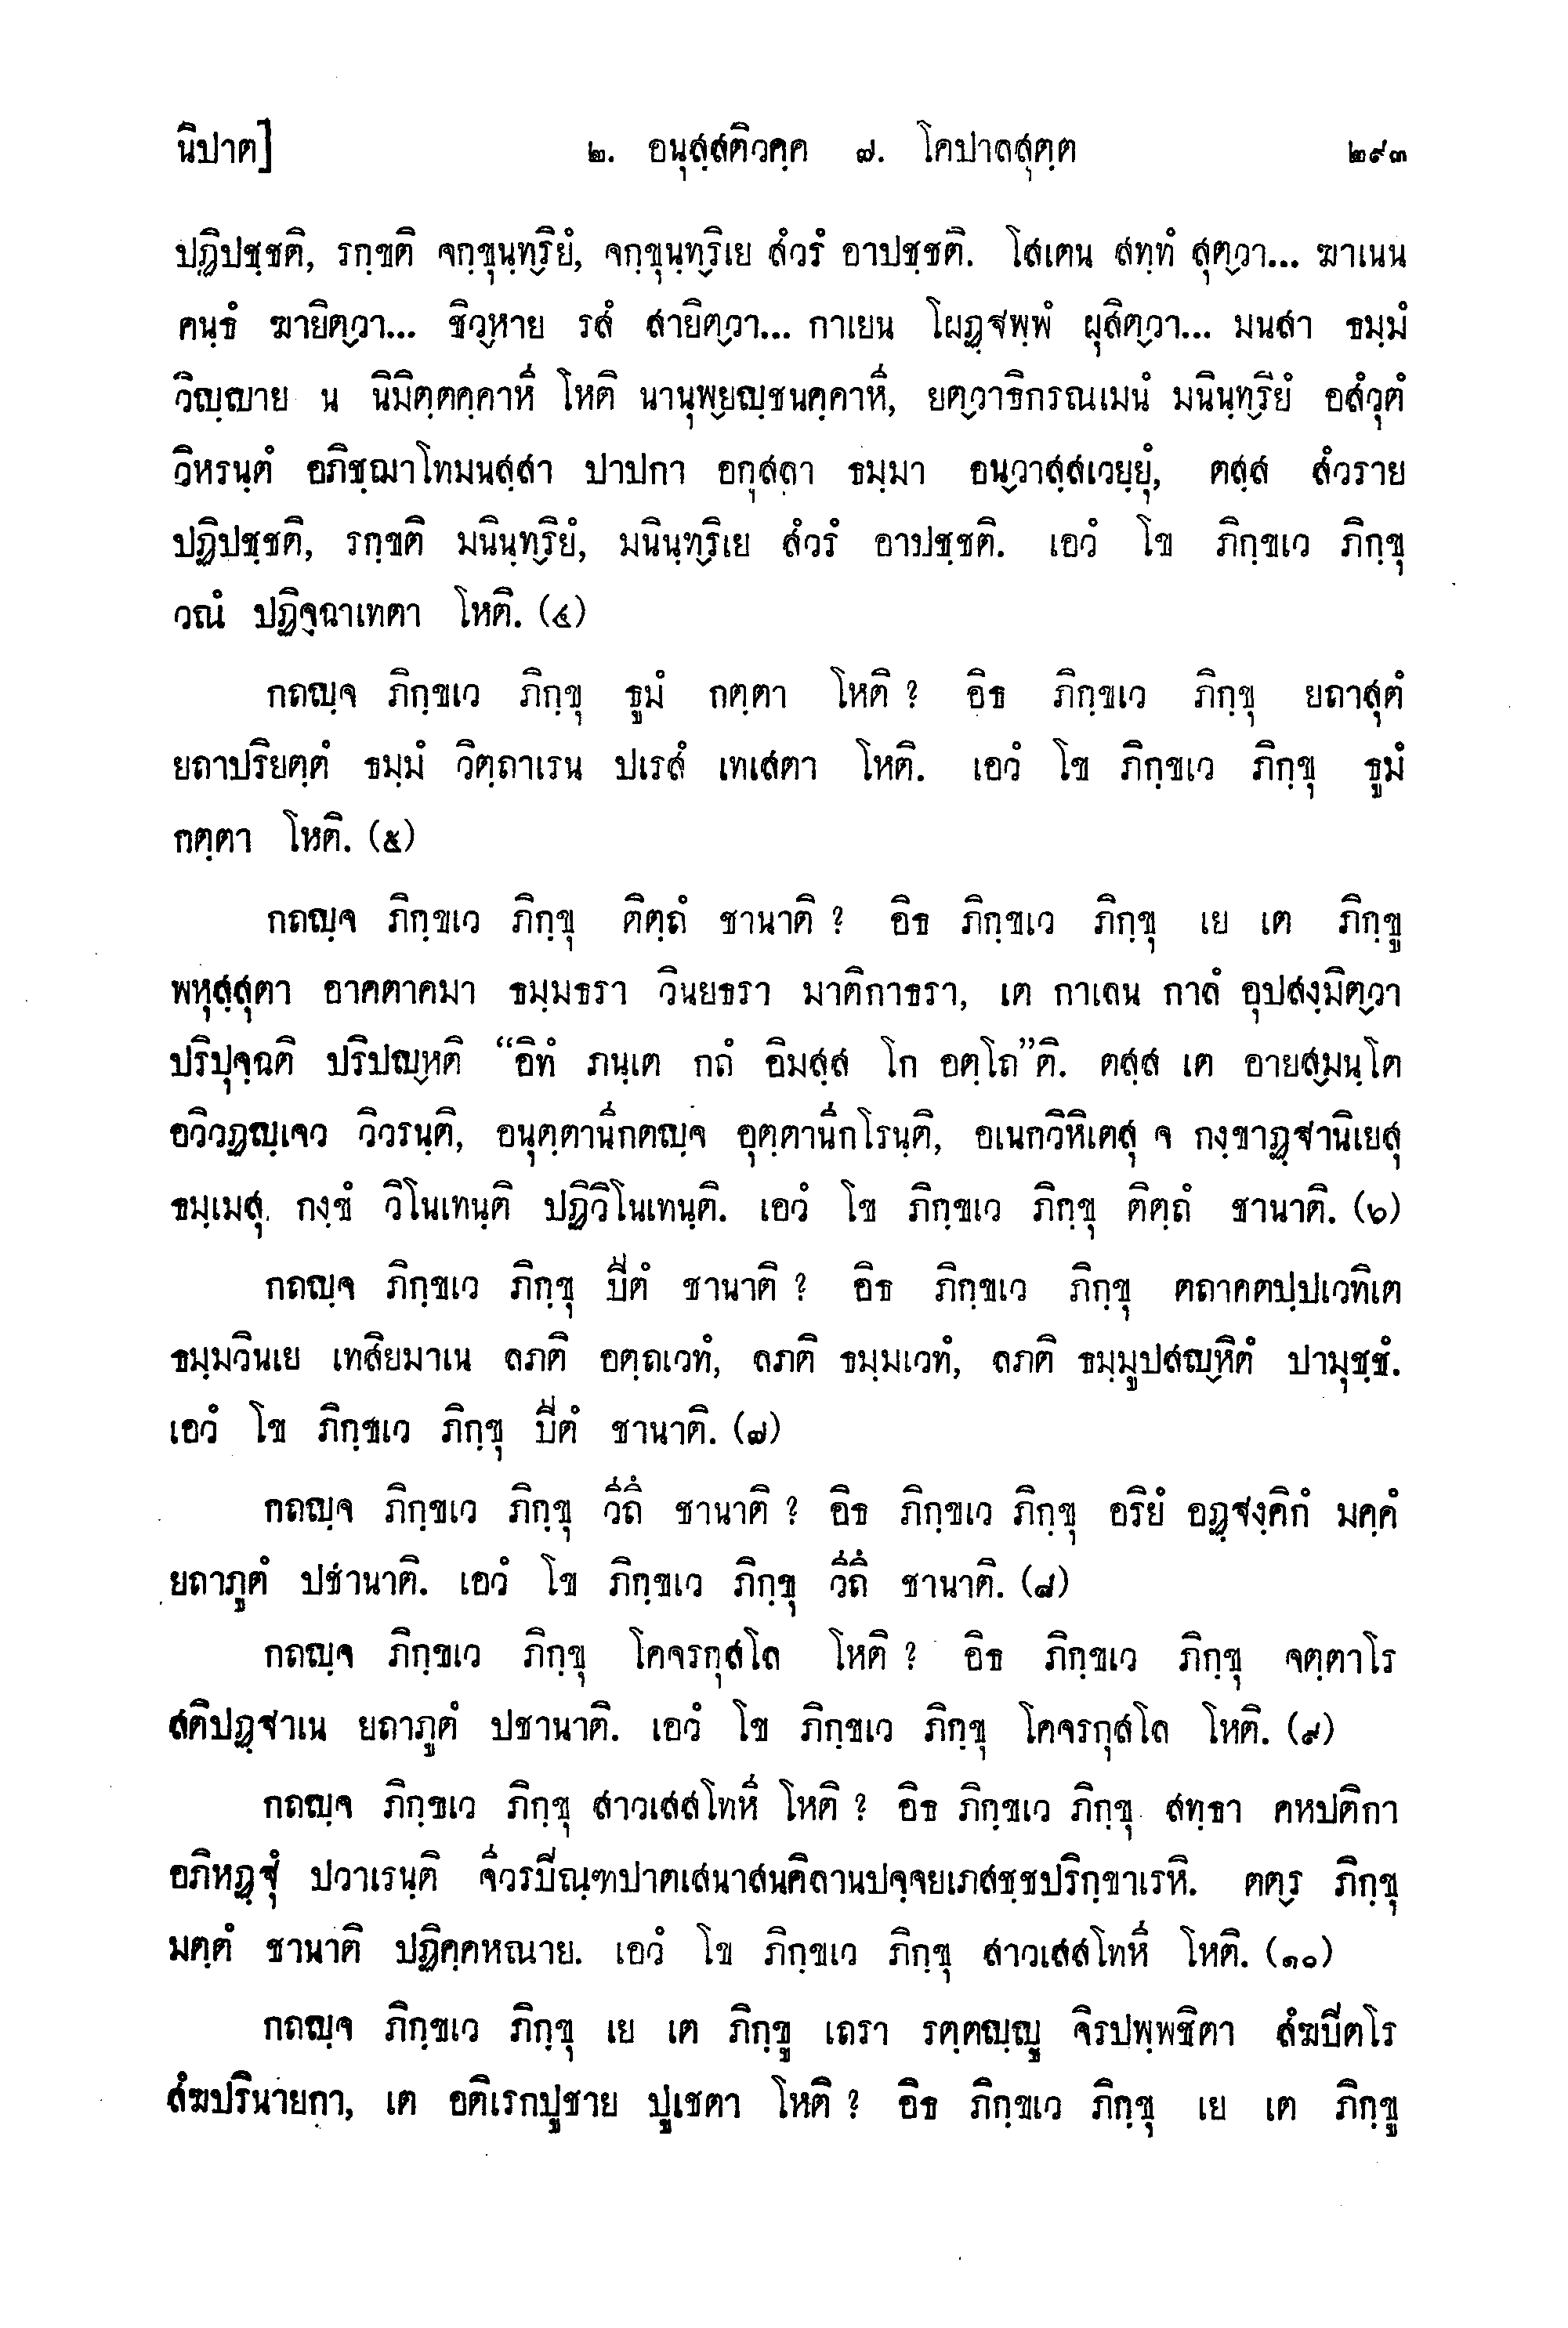 นิปาต] ๒. อนุสฺสติวคฺค ๗. โคปาลสุตฺต ๒๙๓
ปฏิปชฺชติ, รกฺขติ จกฺขุนฺทฺริยํ, จกฺขุนฺทฺริเย สํวรํ อาปชฺชติ. โสเตน สทฺทํ สุตฺวา... ฆาเนน
คนฺธํ ฆายิตฺวา... ชิวฺหาย รสํ สายิตฺวา... กาเยน โผฏฺฐพฺพํ ผุสิตฺวา... มนสา ธมฺมํ
วิญฺญาย น นิมิตฺตคฺคาหี โหติ นานุพฺยญฺชนคฺคาหี, ยตฺวาธิกรณเมนํ มนินฺทฺริยํ อสํวุตํ
วิหรนฺตํ อภิชฺฌาโทมนสฺสา ปาปกา อกุสลา ธมฺมา อนฺวาสฺสเวยฺยุํ, ตสฺส สํวราย
ปฏิปชฺชติ, รกฺขติ มนินฺทฺริยํ, มนินฺทฺริเย สํวรํ อาปชฺชติ. เอวํ โข ภิกฺขเว ภิกฺขุ
วณํ ปฏิจฺฉาเทตา โหติ. (๔)
กถญฺจ ภิกฺขเว ภิกฺขุ ธูมํ กตฺตา โหติ ? อิธ ภิกฺขเว ภิกฺขุ ยถาสุตํ
ยถาปริยตฺตํ ธมฺมํ วิตฺถาเรน ปเรสํ เทเสตา โหติ. เอวํ โข ภิกฺขเว ภิกฺขุ ธูมํ
กตฺตา โหติ. (๕)
กถญฺจ ภิกฺขเว ภิกฺขุ ติตฺถํ ชานาติ ? อิธ ภิกฺขเว ภิกฺขุ เย เต ภิกฺขู
พหุสฺสุตา อาคตาคมา ธมฺมธรา วินยธรา มาติกาธรา, เต กาเลน กาลํ อุปสงฺมิตฺวา
ปริปุจฺฉติ ปริปญฺหติ “อิทํ ภนฺเต กถํ อิมสฺส โก อตฺโถ”ติ. ตสฺส เต อายสฺมนฺโต
อวิวฏญฺเจว วิวรนฺติ, อนุตฺตานีกตญฺจ อุตฺตานีกโรนฺติ, อเนกวิหิเตสุ จ กงฺขาฏฺฐานิเยสุ
ธมฺเมสุ กงฺขํ วิโนเทนฺติ ปฏิวิโนเทนฺติ. เอวํ โข ภิกฺขเว ภิกฺขุ ติตฺถํ ชานาติ. (๖)
กถญฺจ ภิกฺขเว ภิกฺขุ ปีตํ ชานาติ ? อิธ ภิกฺขเว ภิกฺขุ ตถาคตปฺปเวทิเต
ธมฺมวินเย เทสิยมาเน ลภติ อตฺถเวทํ, ลภติ ธมฺมเวทํ, ลภติ ธมฺมูปสญฺหิตํ ปามุชฺชํ.
เอวํ โข ภิกฺขเว ภิกฺขุ ปีตํ ชานาติ. (๗)
กถญฺจ ภิกฺขเว ภิกฺขุ วีถึ ชานาติ ? อิธ ภิกฺขเว ภิกฺขุ อริยํ อฏฺฐงฺคิกํ มคฺคํ
ยถาภูตํ ปชานาติ. เอวํ โข ภิกฺขเว ภิกฺขุ วีถึ ชานาติ. (๘)
กถญฺจ ภิกฺขเว ภิกฺขุ โคจรกุสโล โหติ ? อิธ ภิกฺขเว ภิกฺขุ จตฺตาโร
สติปฏฺฐาเน ยถาภูตํ ปชานาติ. เอวํ โข ภิกฺขเว ภิกฺขุ โคจรกุสโล โหติ. (๙)
กถญฺจ ภิกฺขเว ภิกฺขุ สาวเสสโทหี โหติ ? อิธ ภิกฺขเว ภิกฺขุ สทฺธา คหปติกา
อภิหฏฺฐุํ ปวาเรนฺติ จีวรปีณฺฑปาตเสนาสนคิลานปจฺจยเภสชฺชปริกฺขาเรหิ. ตตฺร ภิกฺขุ
มตฺตํ ชานาติ ปฏิคฺคหณาย. เอวํ โข ภิกฺขเว ภิกฺขุ สาวเสสโทหี โหติ. (๑๐)
กถญฺจ ภิกฺขเว ภิกฺขุ เย เต ภิกฺขู เถรา รตฺตญฺญู จิรปพฺพชิตา สํฆปีตโร
สํฆปรินายกา, เต อติเรกปูชาย ปูเชตา โหติ ? อิธ ภิกฺขเว ภิกฺขุ เย เต ภิกฺขู